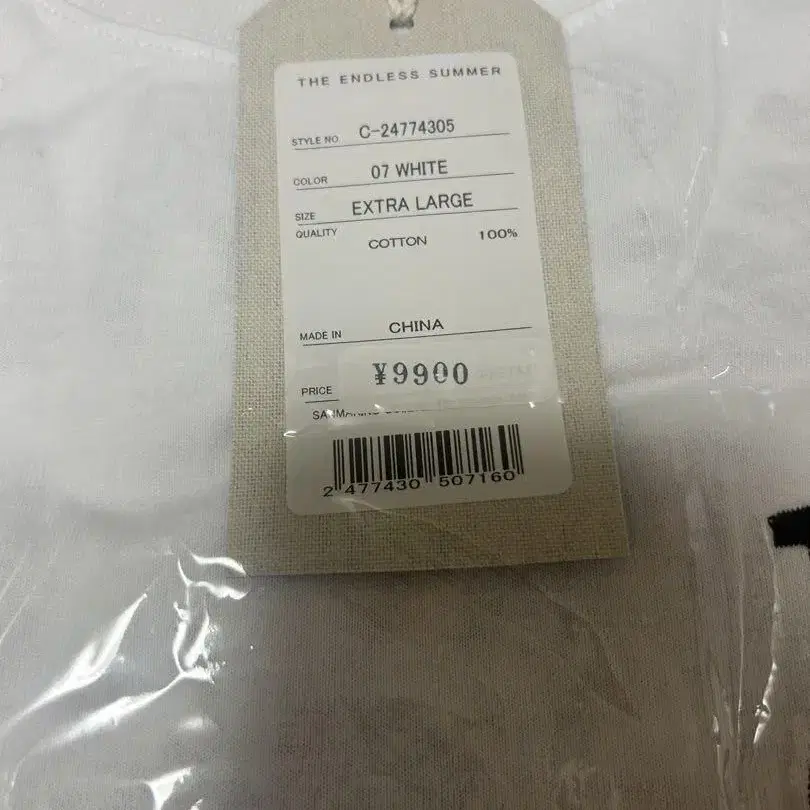 THE ENDLESS SUMMER
STYLE NO. C-24774305
COLOR 07 WHITE
SIZE EXTRA LARGE
QUALITY
COTTON 100%
MADE IN CHINA
PRICE ¥9900
2 477430 507160